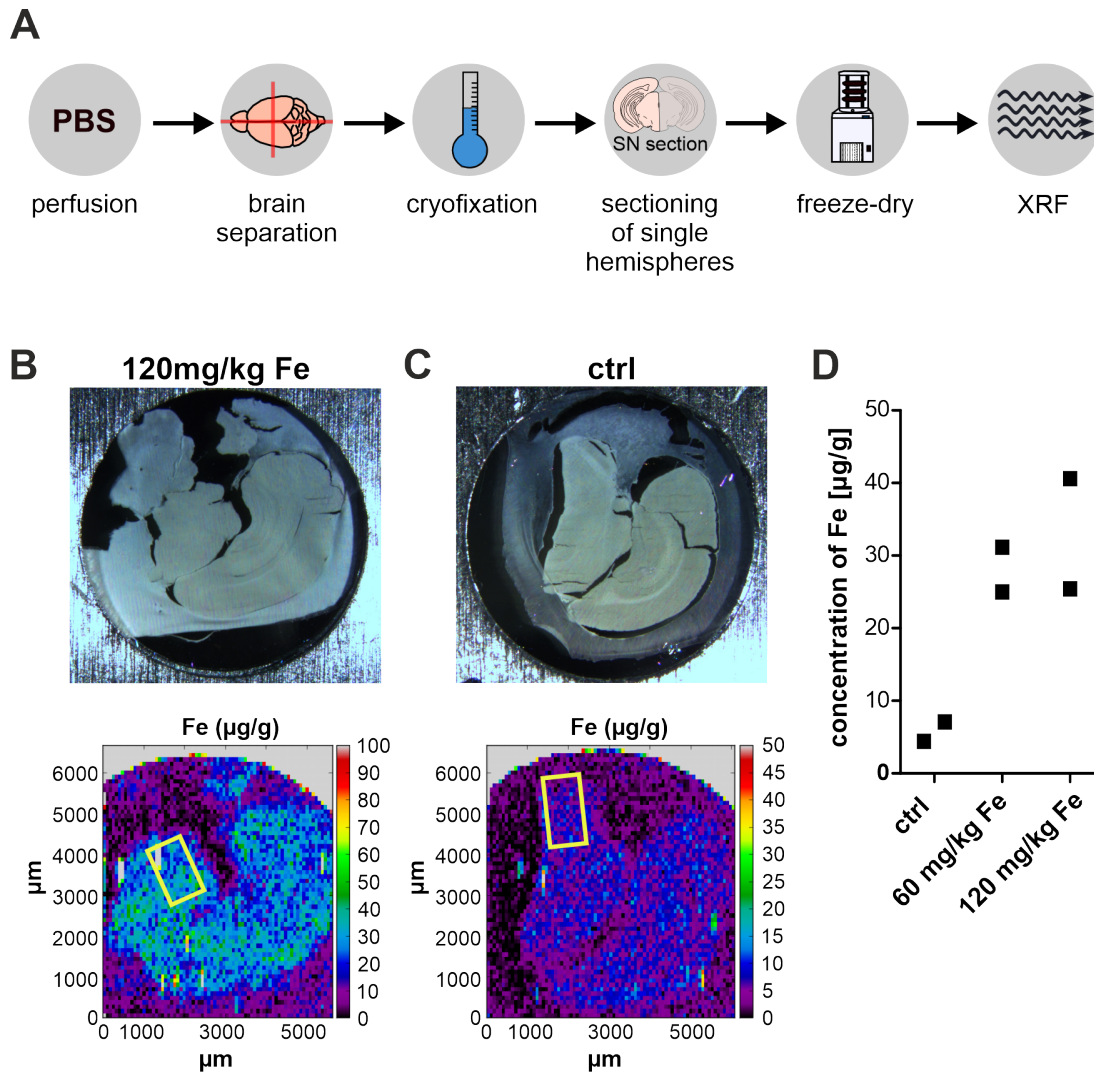 A
PBS
SN section
perfusion
brain
separation
cryofixation
sectioning
of single
hemispheres
freeze-dry
XRF
B
120mg/kg Fe
C
ctrl
D
Fe (µg/g)
100
90
80
70
60
50
40
30
20
10
0
6000
5000
4000
3000
2000
1000
0
µm
0 1000 3000 5000
µm
Fe (µg/g)
50
45
40
35
30
25
20
15
10
5
0
6000
5000
4000
3000
2000
1000
0
µm
0 1000 3000 5000
µm
concentration of Fe [µg/g]
50
40
30
20
10
0
ctrl
60 mg/kg Fe
120 mg/kg Fe